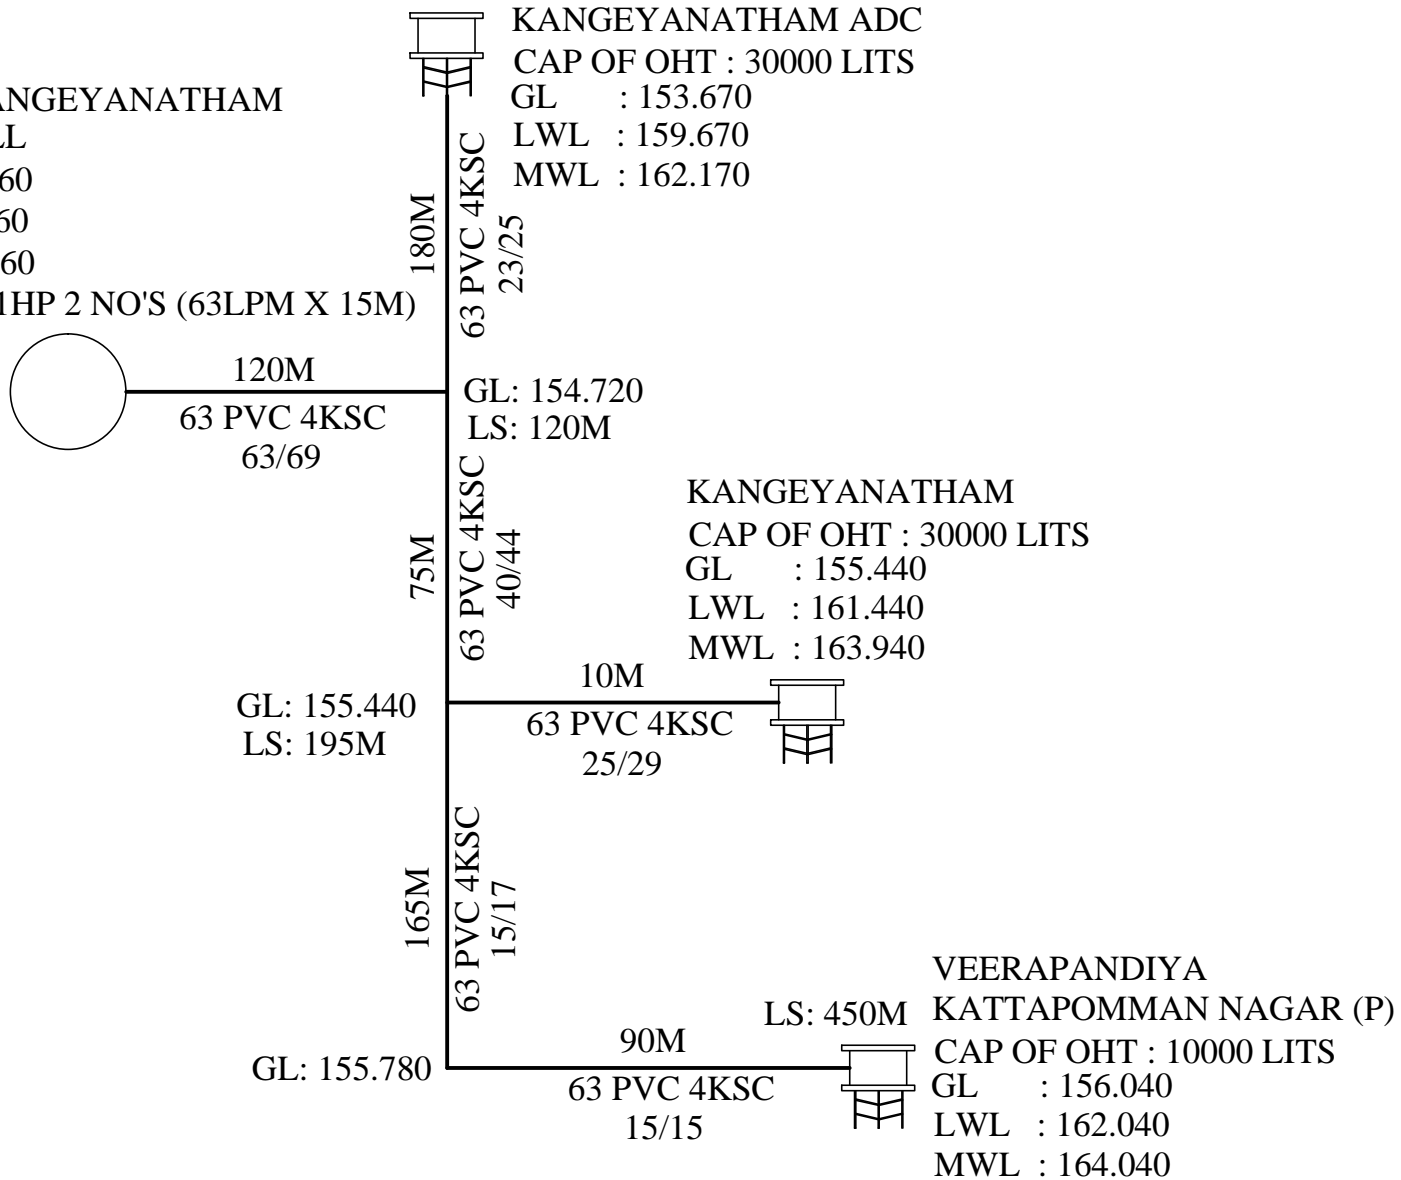 KANGEYANATHAM ADC
CAP OF OHT : 30000 LITS
GL : 153.670
LWL : 159.670
MWL : 162.170
ANGEYANATHAM
LL
60
60
60
1HP 2 NO'S (63LPM X 15M)
180M
63 PVC 4KSC
23/25
120M
63 PVC 4KSC
63/69
GL: 154.720
LS: 120M
75M
63 PVC 4KSC
40/44
KANGEYANATHAM
CAP OF OHT : 30000 LITS
GL : 155.440
LWL : 161.440
MWL : 163.940
10M
63 PVC 4KSC
25/29
GL: 155.440
LS: 195M
165M
63 PVC 4KSC
15/17
GL: 155.780
90M
63 PVC 4KSC
15/15
LS: 450M
VEERAPANDIYA
KATTAPOMMAN NAGAR (P)
CAP OF OHT : 10000 LITS
GL : 156.040
LWL : 162.040
MWL : 164.040